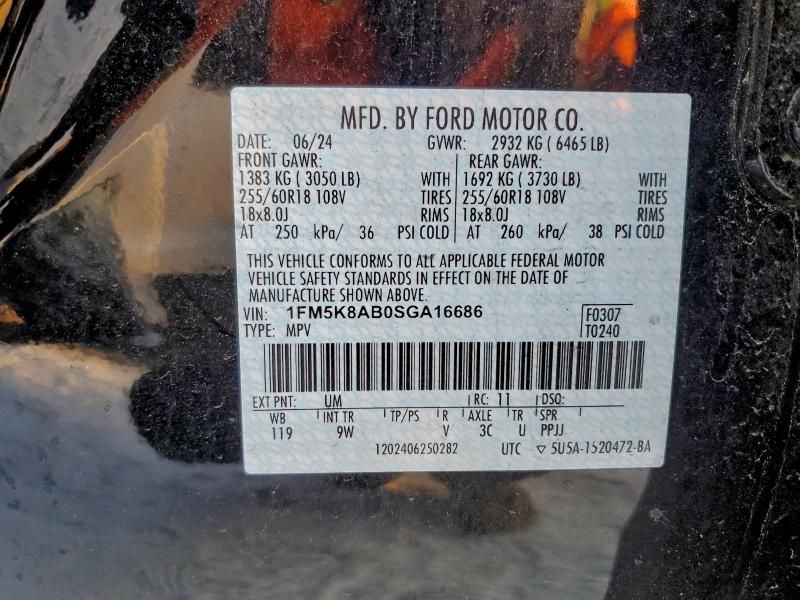 MFD. BY FORD MOTOR CO.
DATE: 06/24 GVWR: 2932 KG ( 6465 LB)
FRONT GAWR: REAR GAWR:
1383 KG ( 3050 LB) WITH 1692 KG ( 3730 LB) WITH
255/60R18 108V TIRES 255/60R18 108V TIRES
18x8.0J RIMS 18x8.0J RIMS
AT 250 kPa/ 36 PSI COLD AT 260 kPa/ 38 PSI COLD
THIS VEHICLE CONFORMS TO ALL APPLICABLE FEDERAL MOTOR
VEHICLE SAFETY STANDARDS IN EFFECT ON THE DATE OF
MANUFACTURE SHOWN ABOVE.
VIN: 1FM5K8AB0SGA16686 F0307
TYPE: MPV T0240
EXT PNT: UM RC: 11 DSO:
WB INT TR TP/PS R AXLE TR SPR
119 9W V 3C U PPJJ
1202406250282 UTC ▽ 5U5A-1520472-BA